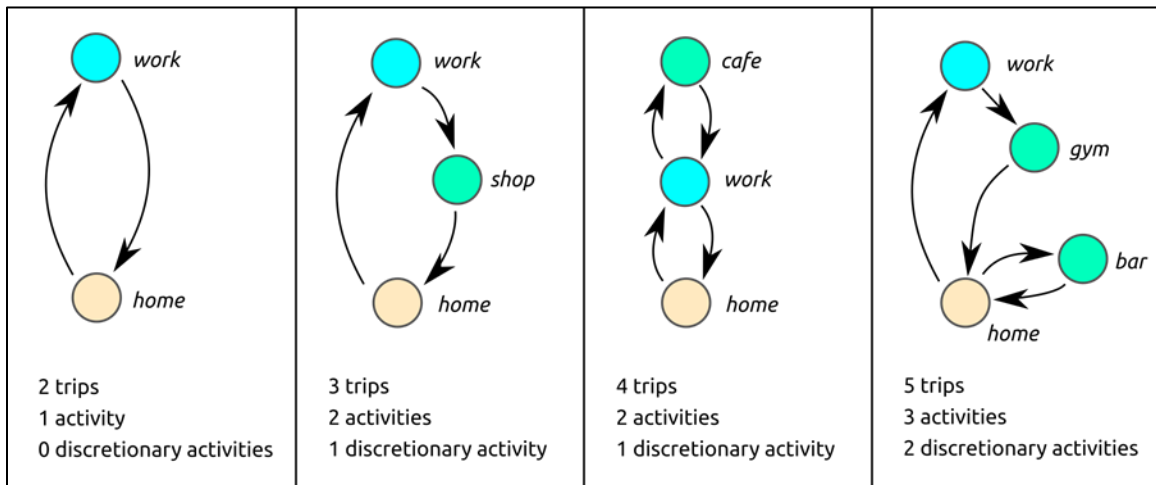 work
home
2 trips
1 activity
0 discretionary activities
work
shop
home
3 trips
2 activities
1 discretionary activity
cafe
work
home
4 trips
2 activities
1 discretionary activity
work
gym
bar
home
5 trips
3 activities
2 discretionary activities